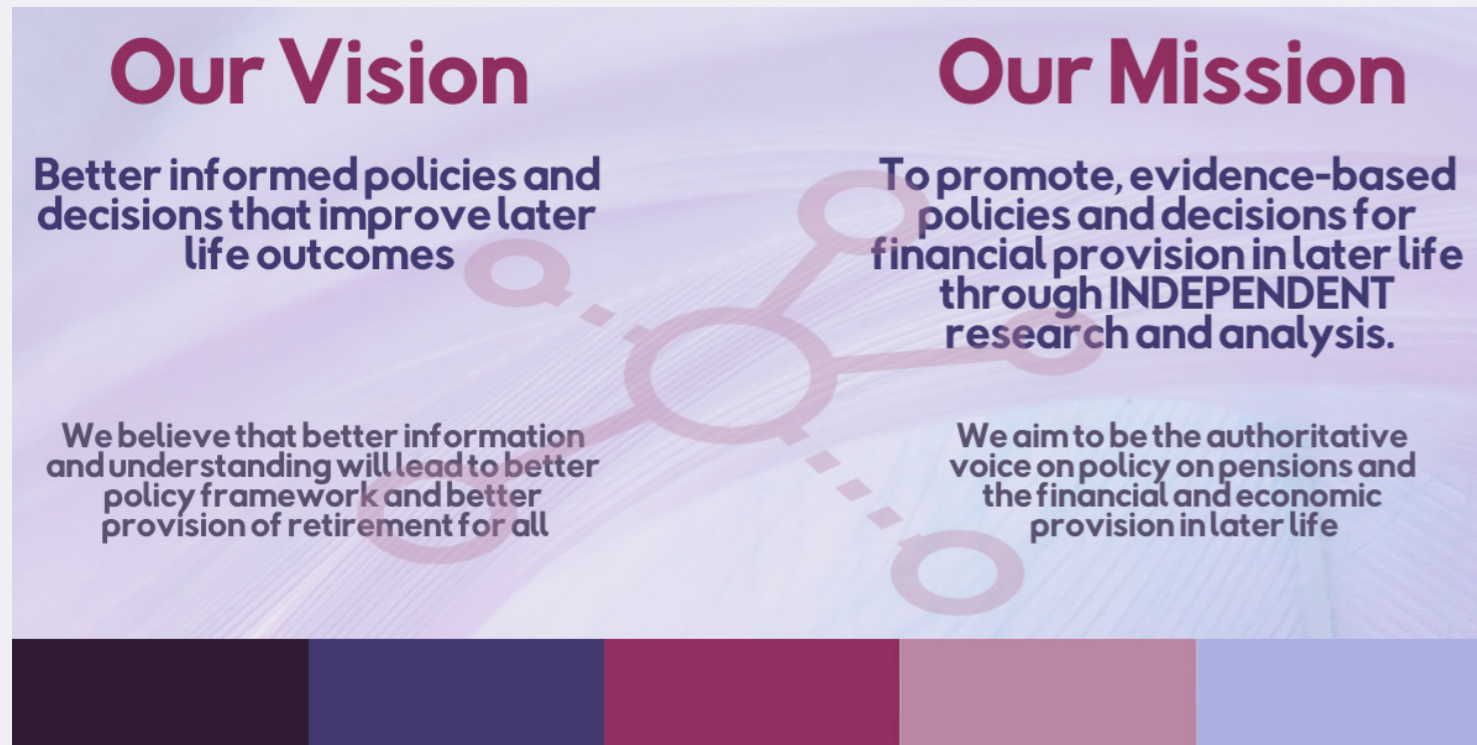 Our Vision
Better informed policies and
decisions that improve later
life outcomes
We believe that better information
and understanding will lead to better
policy framework and better
provision of retirement for all
Our Mission
To promote, evidence-based
policies and decisions for
financial provision in later life
through INDEPENDENT
research and analysis.
We aim to be the authoritative
voice on policy on pensions and
the financial and economic
provision in later life